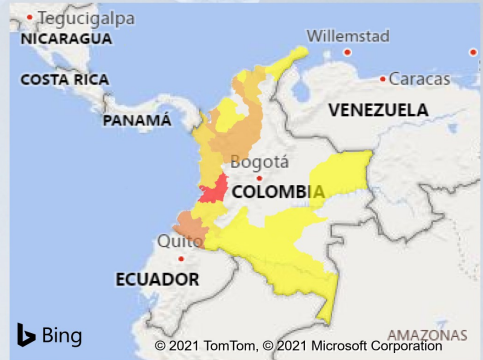 Tegucigalpa
NICARAGUA
Willemstad
COSTA RICA
Caracas
PANAMÁ
VENEZUELA
Bogotá
COLOMBIA
Quito
ECUADOR
AMAZONAS
Bing
© 2021 TomTom, © 2021 Microsoft Corporation